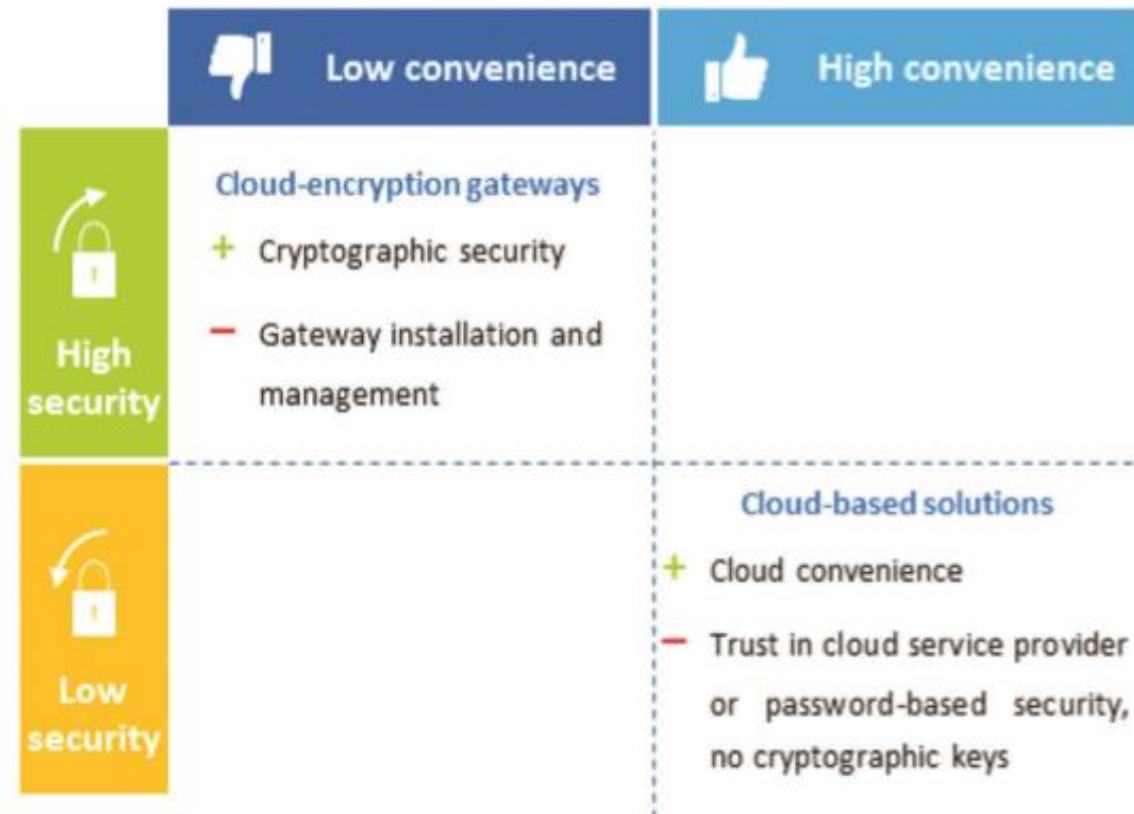 Low convenience
High convenience
High
security
Cloud-encryption gateways
+ Cryptographic security
− Gateway installation and
management
Low
security
Cloud-based solutions
+ Cloud convenience
− Trust in cloud service provider
or password-based security,
no cryptographic keys